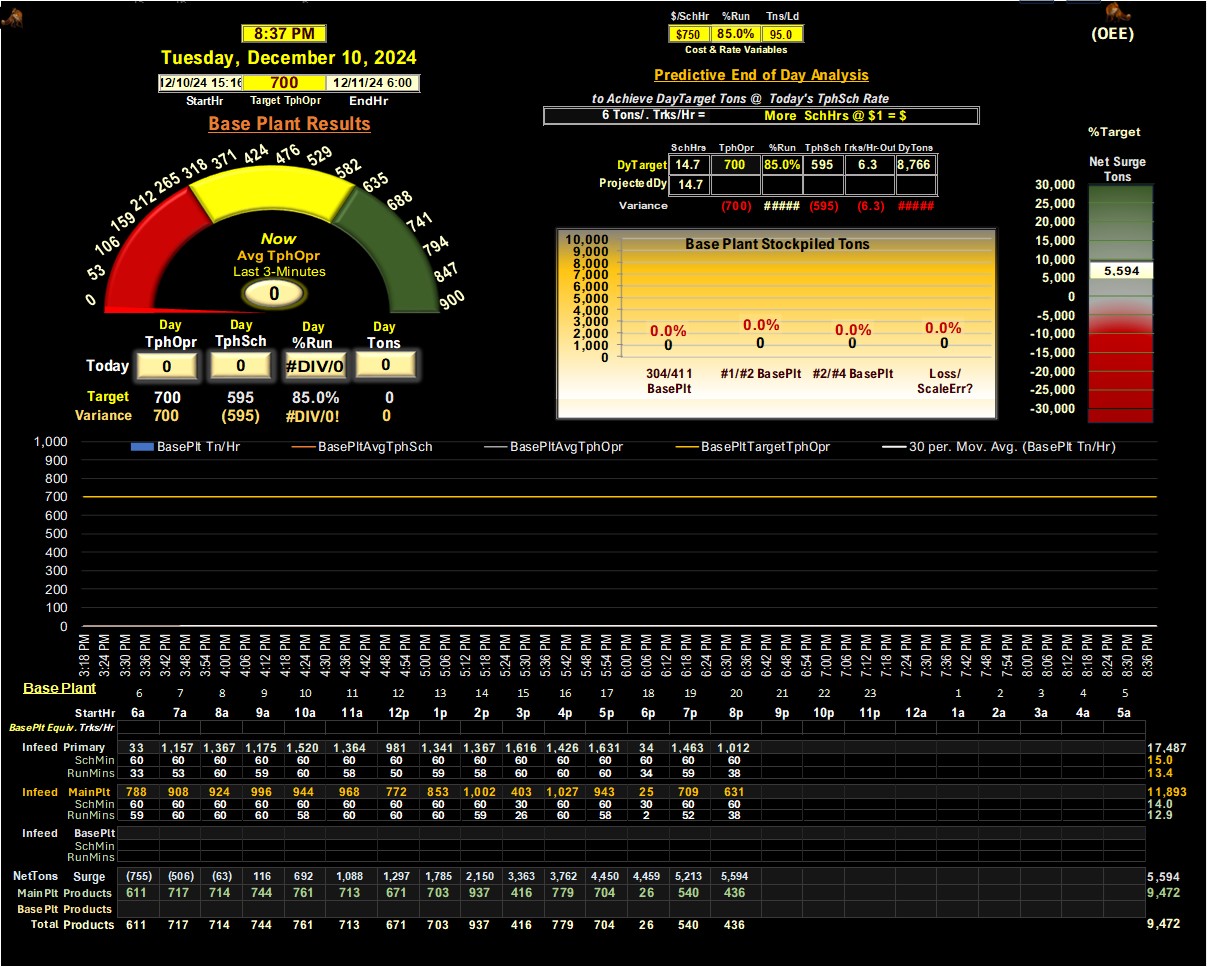 $/SchHr %Run Tns/Ld
$750 85.0% 95.0
Cost & Rate Variables
(OEE)
8:37 PM
Tuesday, December 10, 2024
12/10/24 15:16 700 12/11/24 6:00
StartHr Target TphOpr EndHr
Base Plant Results
Predictive End of Day Analysis
to Achieve DayTarget Tons @ Today's TphSch Rate
6 Tons/. Trks/Hr = More SchHrs @ $1 = $
SchHrs TphOpr %Run TphSch Trks/Hr-Out DyTons
DyTarget 14.7 700 85.0% 595 6.3 8,766
ProjectedDy 14.7
Variance (700) ##### (595) (6.3) #####
%Target
Net Surge
Tons
30,000
25,000
20,000
15,000
10,000
5,000
0
-5,000
-10,000
-15,000
-20,000
-25,000
-30,000
5,594
0 53 106 159 212 265 318 371 424 476 529 582 635 688 741 794 847 900
Now
Avg TphOpr
Last 3-Minutes
0
Day Day Day Day
TphOpr TphSch %Run Tons
Today 0 0 #DIV/0 0
Target 700 595 85.0% 0
Variance 700 (595) #DIV/0! 0
Base Plant Stockpiled Tons
10,000
9,000
8,000
7,000
6,000
5,000
4,000
3,000
2,000
1,000
0
0.0% 0.0% 0.0% 0.0%
0 0 0 0
304/411 BasePlt #1/#2 BasePlt #2/#4 BasePlt Loss/ ScaleErr?
BasePlt Tn/Hr BasePltAvgTphSch BasePltAvgTphOpr BasePltTargetTphOpr 30 per. Mov. Avg. (BasePlt Tn/Hr)
1,000
900
800
700
600
500
400
300
200
100
0
3:18 PM 3:24 PM 3:30 PM 3:36 PM 3:42 PM 3:48 PM 3:54 PM 4:00 PM 4:06 PM 4:12 PM 4:18 PM 4:24 PM 4:30 PM 4:36 PM 4:42 PM 4:48 PM 4:54 PM 5:00 PM 5:06 PM 5:12 PM 5:18 PM 5:24 PM 5:30 PM 5:36 PM 5:42 PM 5:48 PM 5:54 PM 6:00 PM 6:06 PM 6:12 PM 6:18 PM 6:24 PM 6:30 PM 6:36 PM 6:42 PM 6:48 PM 6:54 PM 7:00 PM 7:06 PM 7:12 PM 7:18 PM 7:24 PM 7:30 PM 7:36 PM 7:42 PM 7:48 PM 7:54 PM 8:00 PM 8:06 PM 8:12 PM 8:18 PM 8:24 PM 8:30 PM 8:36 PM
Base Plant 6 7 8 9 10 11 12 13 14 15 16 17 18 19 20 21 22 23 1 2 3 4 5
StartHr 6a 7a 8a 9a 10a 11a 12p 1p 2p 3p 4p 5p 6p 7p 8p 9p 10p 11p 12a 1a 2a 3a 4a 5a
BasePlt Equiv. Trks/Hr
Infeed Primary 33 1,157 1,367 1,175 1,520 1,364 981 1,341 1,367 1,616 1,426 1,631 34 1,463 1,012 17,487
SchMin 60 60 60 60 60 60 60 60 60 60 60 60 60 60 60 15.0
RunMins 33 53 60 59 60 58 50 59 58 60 60 60 34 59 38 13.4
Infeed MainPlt 788 908 924 996 944 968 772 853 1,002 403 1,027 943 25 709 631 11,893
SchMin 60 60 60 60 60 60 60 60 60 30 60 60 30 60 60 14.0
RunMins 59 60 60 60 58 60 60 60 59 26 60 58 2 52 38 12.9
Infeed BasePlt
SchMin
RunMins
NetTons Surge (755) (506) (63) 116 692 1,088 1,297 1,785 2,150 3,363 3,762 4,450 4,459 5,213 5,594 5,594
MainPlt Products 611 717 714 744 761 713 671 703 937 416 779 704 26 540 436 9,472
BasePlt Products
Total Products 611 717 714 744 761 713 671 703 937 416 779 704 26 540 436 9,472